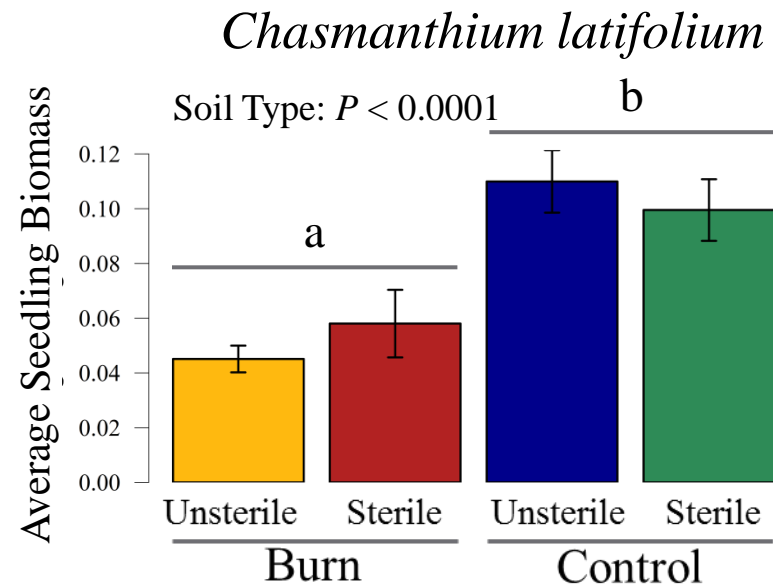 Chasmanthium latifolium
Soil Type: P < 0.0001
b
a
Average Seedling Biomass
0.12
0.10
0.08
0.06
0.04
0.02
0.00
Unsterile Sterile Unsterile Sterile
Burn Control